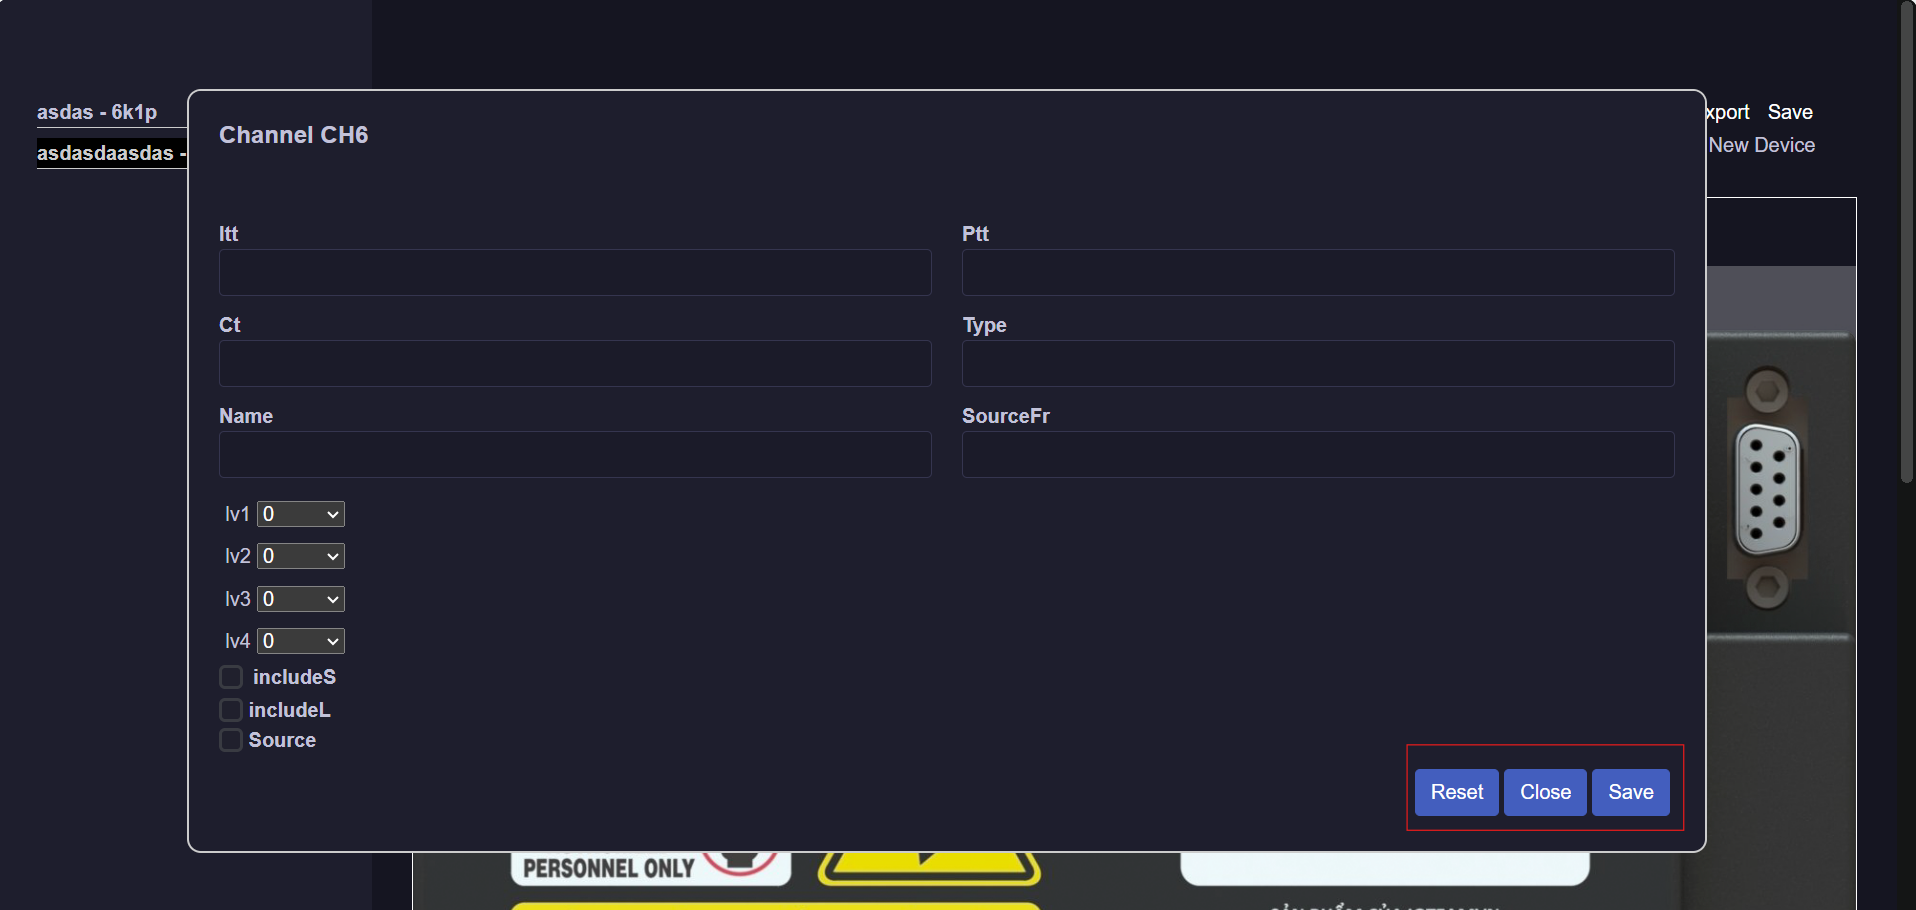 asdas - 6k1p
asdasdaasdas -
xport Save
New Device
Channel CH6
Itt
Ptt
Ct
Type
Name
SourceFr
lv1 0
lv2 0
lv3 0
lv4 0
includeS
includeL
Source
Reset Close Save
PERSONNEL ONLY